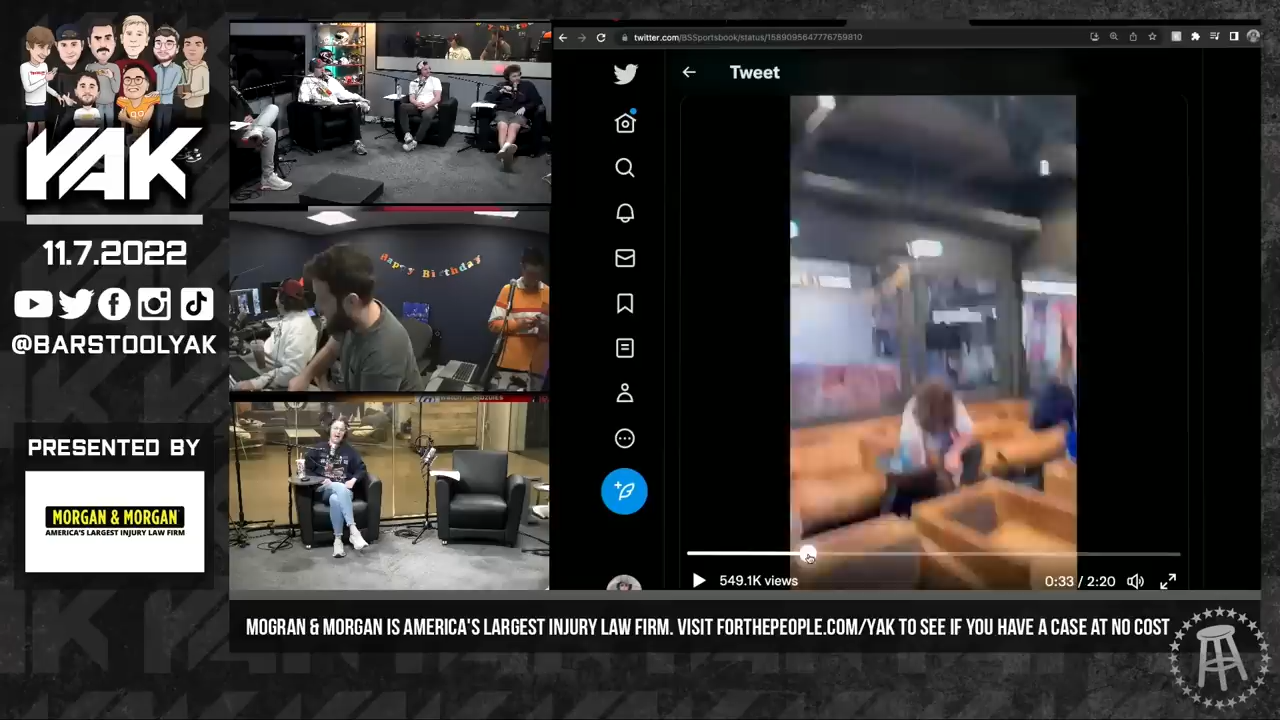 YAK
11.7.2022
@BARSTOOLYAK
PRESENTED BY
MORGAN & MORGAN
AMERICA'S LARGEST INJURY LAW FIRM
Happy Birthday
twitter.com/BSSportsbook/status/1589095647776759810
Tweet
549.1K views
0:33 / 2:20
MOGRAN & MORGAN IS AMERICA'S LARGEST INJURY LAW FIRM. VISIT FORTHEPEOPLE.COM/YAK TO SEE IF YOU HAVE A CASE AT NO COST